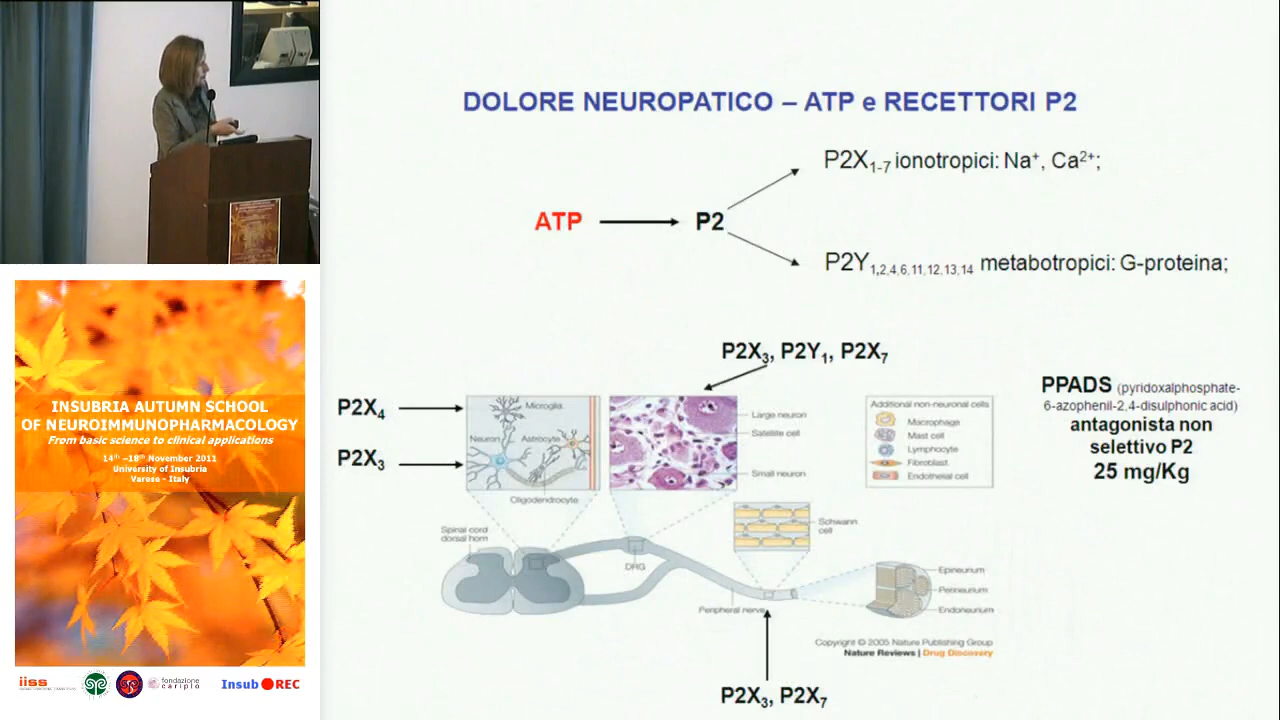 DOLORE NEUROPATICO – ATP e RECETTORI P2
P2X1-7 ionotropici: Na+, Ca2+;
ATP
P2
P2Y1,2,4,6,11,12,13,14 metabotropici: G-proteina;
P2X3, P2Y1, P2X7
P2X4
P2X3
Microglia
Neuron
Astrocyte
Oligodendrocyte
Large neuron
Satellite cell
Small neuron
Additional non-neuronal cells
Macrophage
Mast cell
Lymphocyte
Fibroblast
Endothelial cell
PPADS (pyridoxalphosphate-
6-azophenil-2,4-disulphonic acid)
antagonista non
selettivo P2
25 mg/Kg
Spinal cord
dorsal horn
DRG
Schwann
cell
Peripheral nerve
Epineurium
Perineurium
Endoneurium
Copyright © 2005 Nature Publishing Group
Nature Reviews | Drug Discovery
P2X3, P2X7
INSUBRIA AUTUMN SCHOOL
OF NEUROIMMUNOPHARMACOLOGY
From basic science to clinical applications
14th –18th November 2011
University of Insubria
Varese - Italy
iiss
fondazione
cariplo
InsubREC